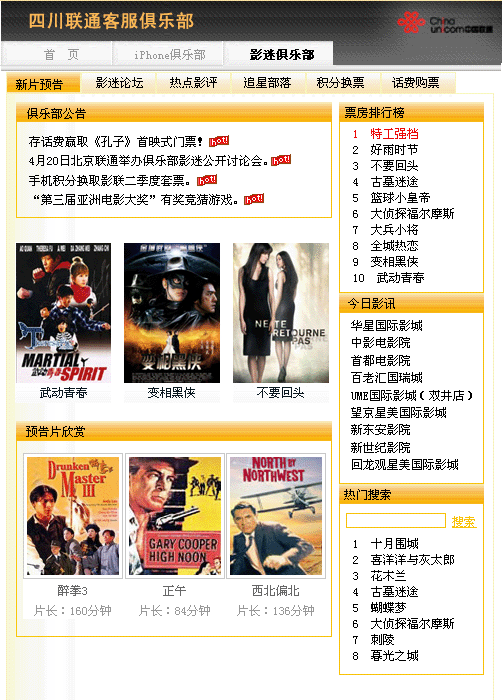 四川联通客服俱乐部
China
unicom中国联通
首 页
iPhone俱乐部
影迷俱乐部
新片预告
影迷论坛
热点影评
追星部落
积分换票
话费购票
俱乐部公告
存话费赢取《孔子》首映式门票！hot!
4月20日北京联通举办俱乐部影迷公开讨论会。hot!
手机积分换取影联二季度套票。hot!
“第三届亚洲电影大奖”有奖竞猜游戏。hot!
MARTIAL
SPIRIT
武动青春
变相黑侠
变相黑侠
NE TE
RETOURNE
PAS
不要回头
预告片欣赏
Drunken
Master
III
醉拳3
片长：160分钟
GARY COOPER
HIGH NOON
正午
片长：84分钟
NORTH BY
NORTHWEST
西北偏北
片长：136分钟
票房排行榜
1 特工强档
2 好雨时节
3 不要回头
4 古墓迷途
5 篮球小皇帝
6 大侦探福尔摩斯
7 犬兵小将
8 全城热恋
9 变相黑侠
10 武动青春
今日影讯
华星国际影城
中影电影院
首都电影院
百老汇国瑞城
UME国际影城（双井店）
望京星美国际影城
新东安影院
新世纪影院
回龙观星美国际影城
热门搜索
搜索
1 十月围城
2 喜洋洋与灰太郎
3 花木兰
4 古墓迷途
5 蝴蝶梦
6 大侦探福尔摩斯
7 刺陵
8 暮光之城